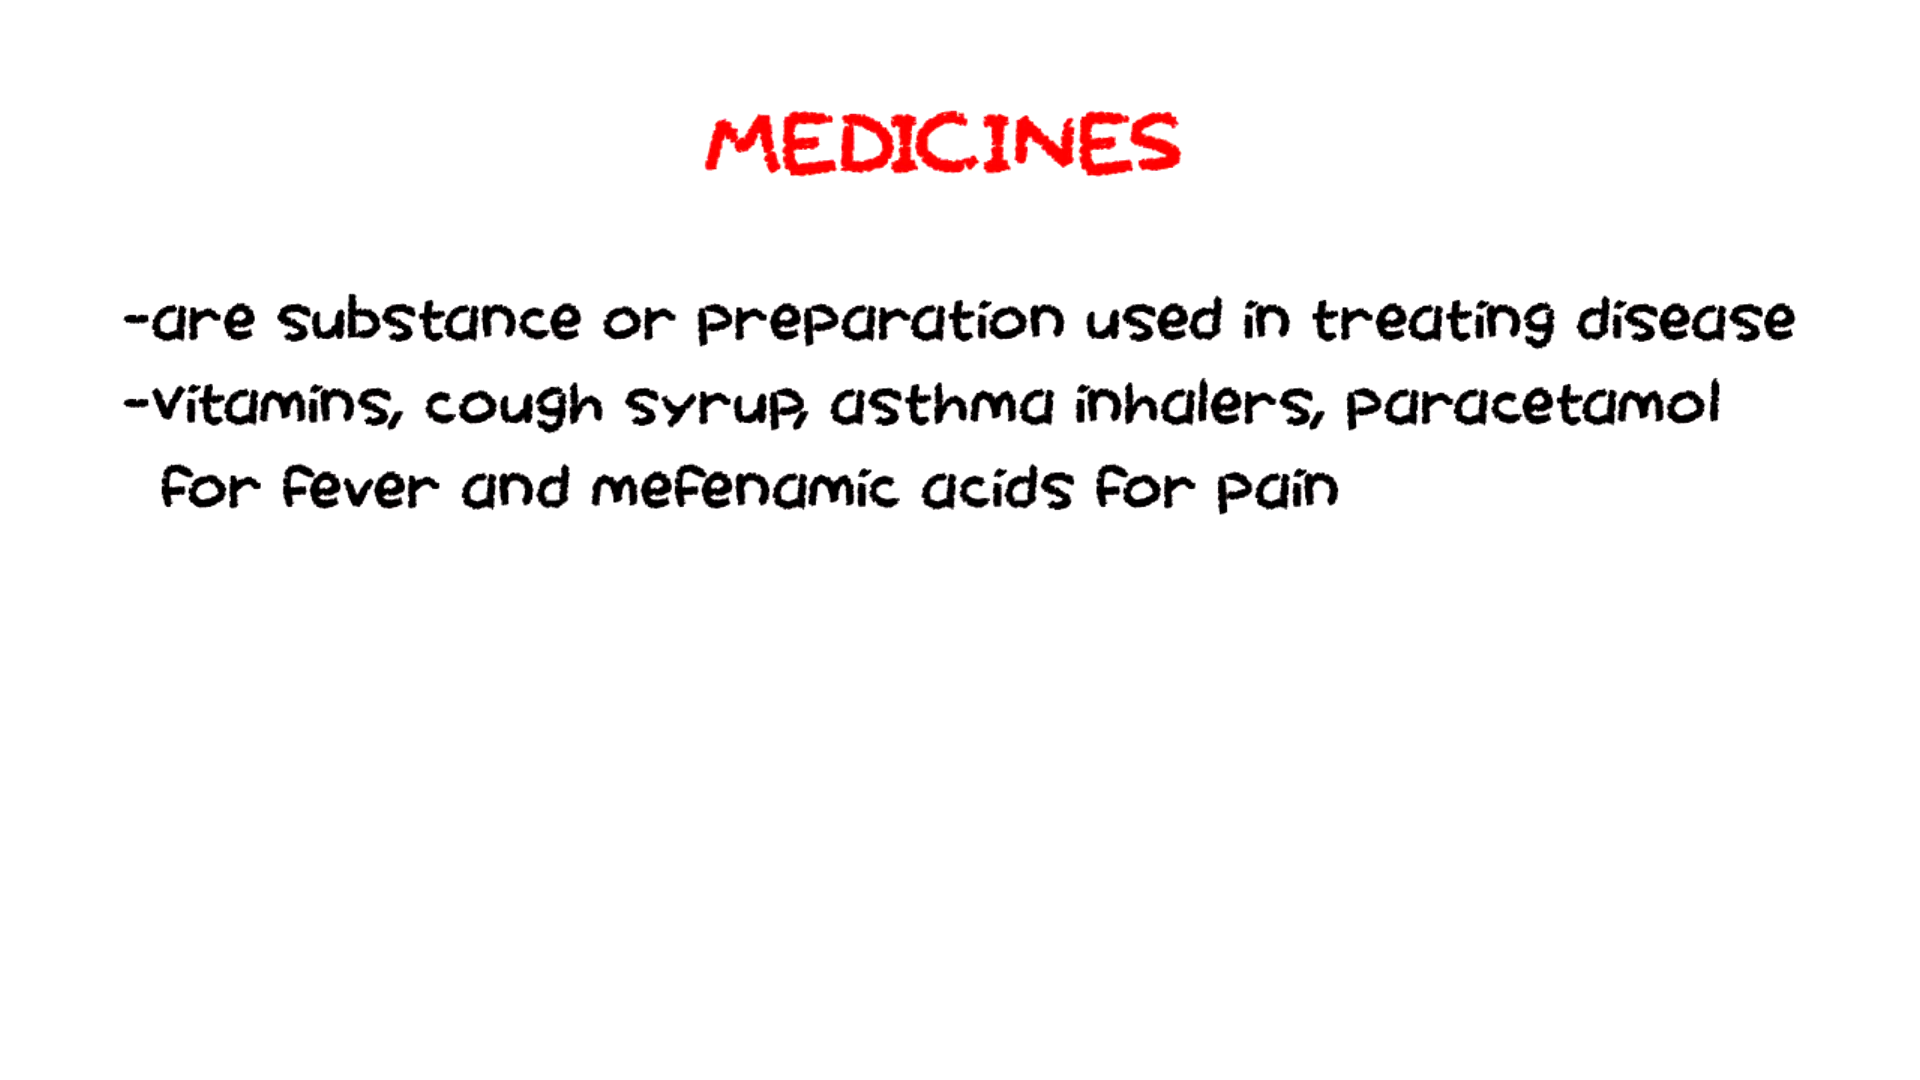 MEDICINES
-are substance or preparation used in treating disease
-vitamins, cough syrup, asthma inhalers, paracetamol
for fever and mefenamic acids for pain